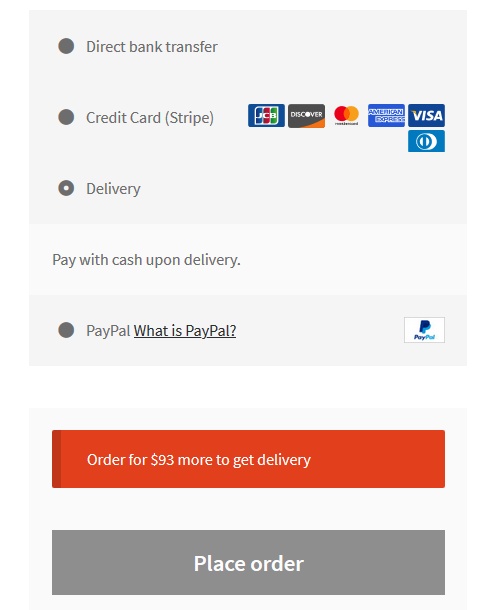 Direct bank transfer
Credit Card (Stripe)
JCB DISCOVER mastercard AMERICAN EXPRESS VISA
Delivery
Pay with cash upon delivery.
PayPal What is PayPal?
PayPal
Order for $93 more to get delivery
Place order